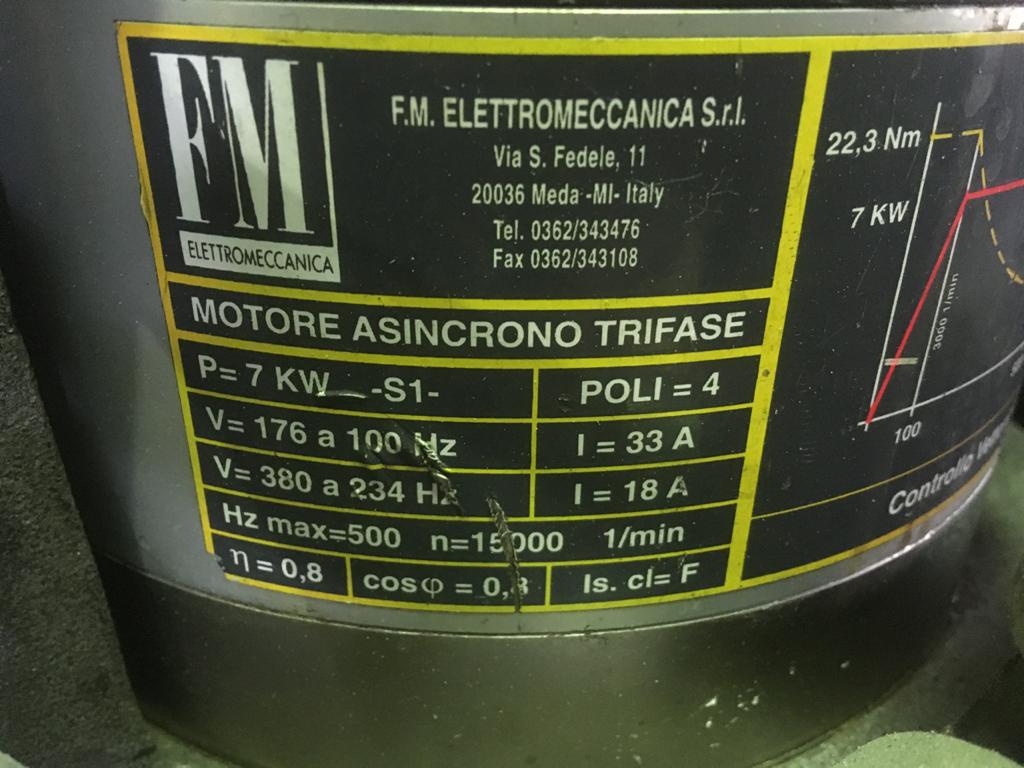 FM
ELETTROMECCANICA
F.M. ELETTROMECCANICA S.r.l.
Via S. Fedele, 11
20036 Meda -MI- Italy
Tel. 0362/343476
Fax 0362/343108
MOTORE ASINCRONO TRIFASE
P= 7 KW -S1- POLI = 4
V= 176 a 100 Hz I = 33 A
V= 380 a 234 Hz I = 18 A
Hz max=500 n=15000 1/min
η = 0,8 cosφ = 0,8 Is. cl= F
22,3 Nm
7 KW
3000 1/min
100
Controllo